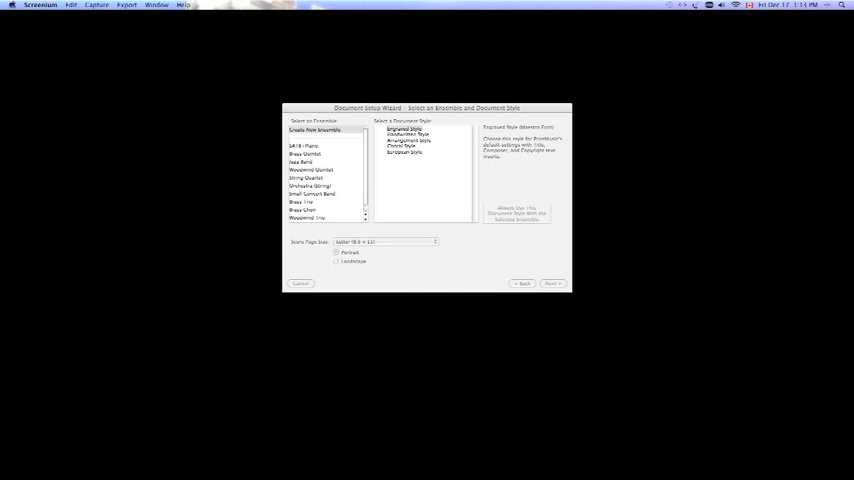 Screenium Edit Capture Export Window Help Fri Dec 17 1:13 PM
Document Setup Wizard - Select an Ensemble and Document Style
Select an Ensemble:
Create New Ensemble
SATB+Piano
Brass Quintet
Jazz Band
Woodwind Quintet
String Quartet
Orchestra (String)
Small Concert Band
Brass Trio
Brass Choir
Woodwind Trio
Select a Document Style:
Engraved Style
Handwritten Style
Arrangement Style
Choral Style
European Style
Engraved Style (Maestro Font)
Choose this style for PrintMusic's
default settings with Title,
Composer, and Copyright text
inserts.
Always Use This
Document Style With the
Selected Ensemble
Score Page Size: Letter (8.5 x 11)
Portrait
Landscape
Cancel < Back Next >